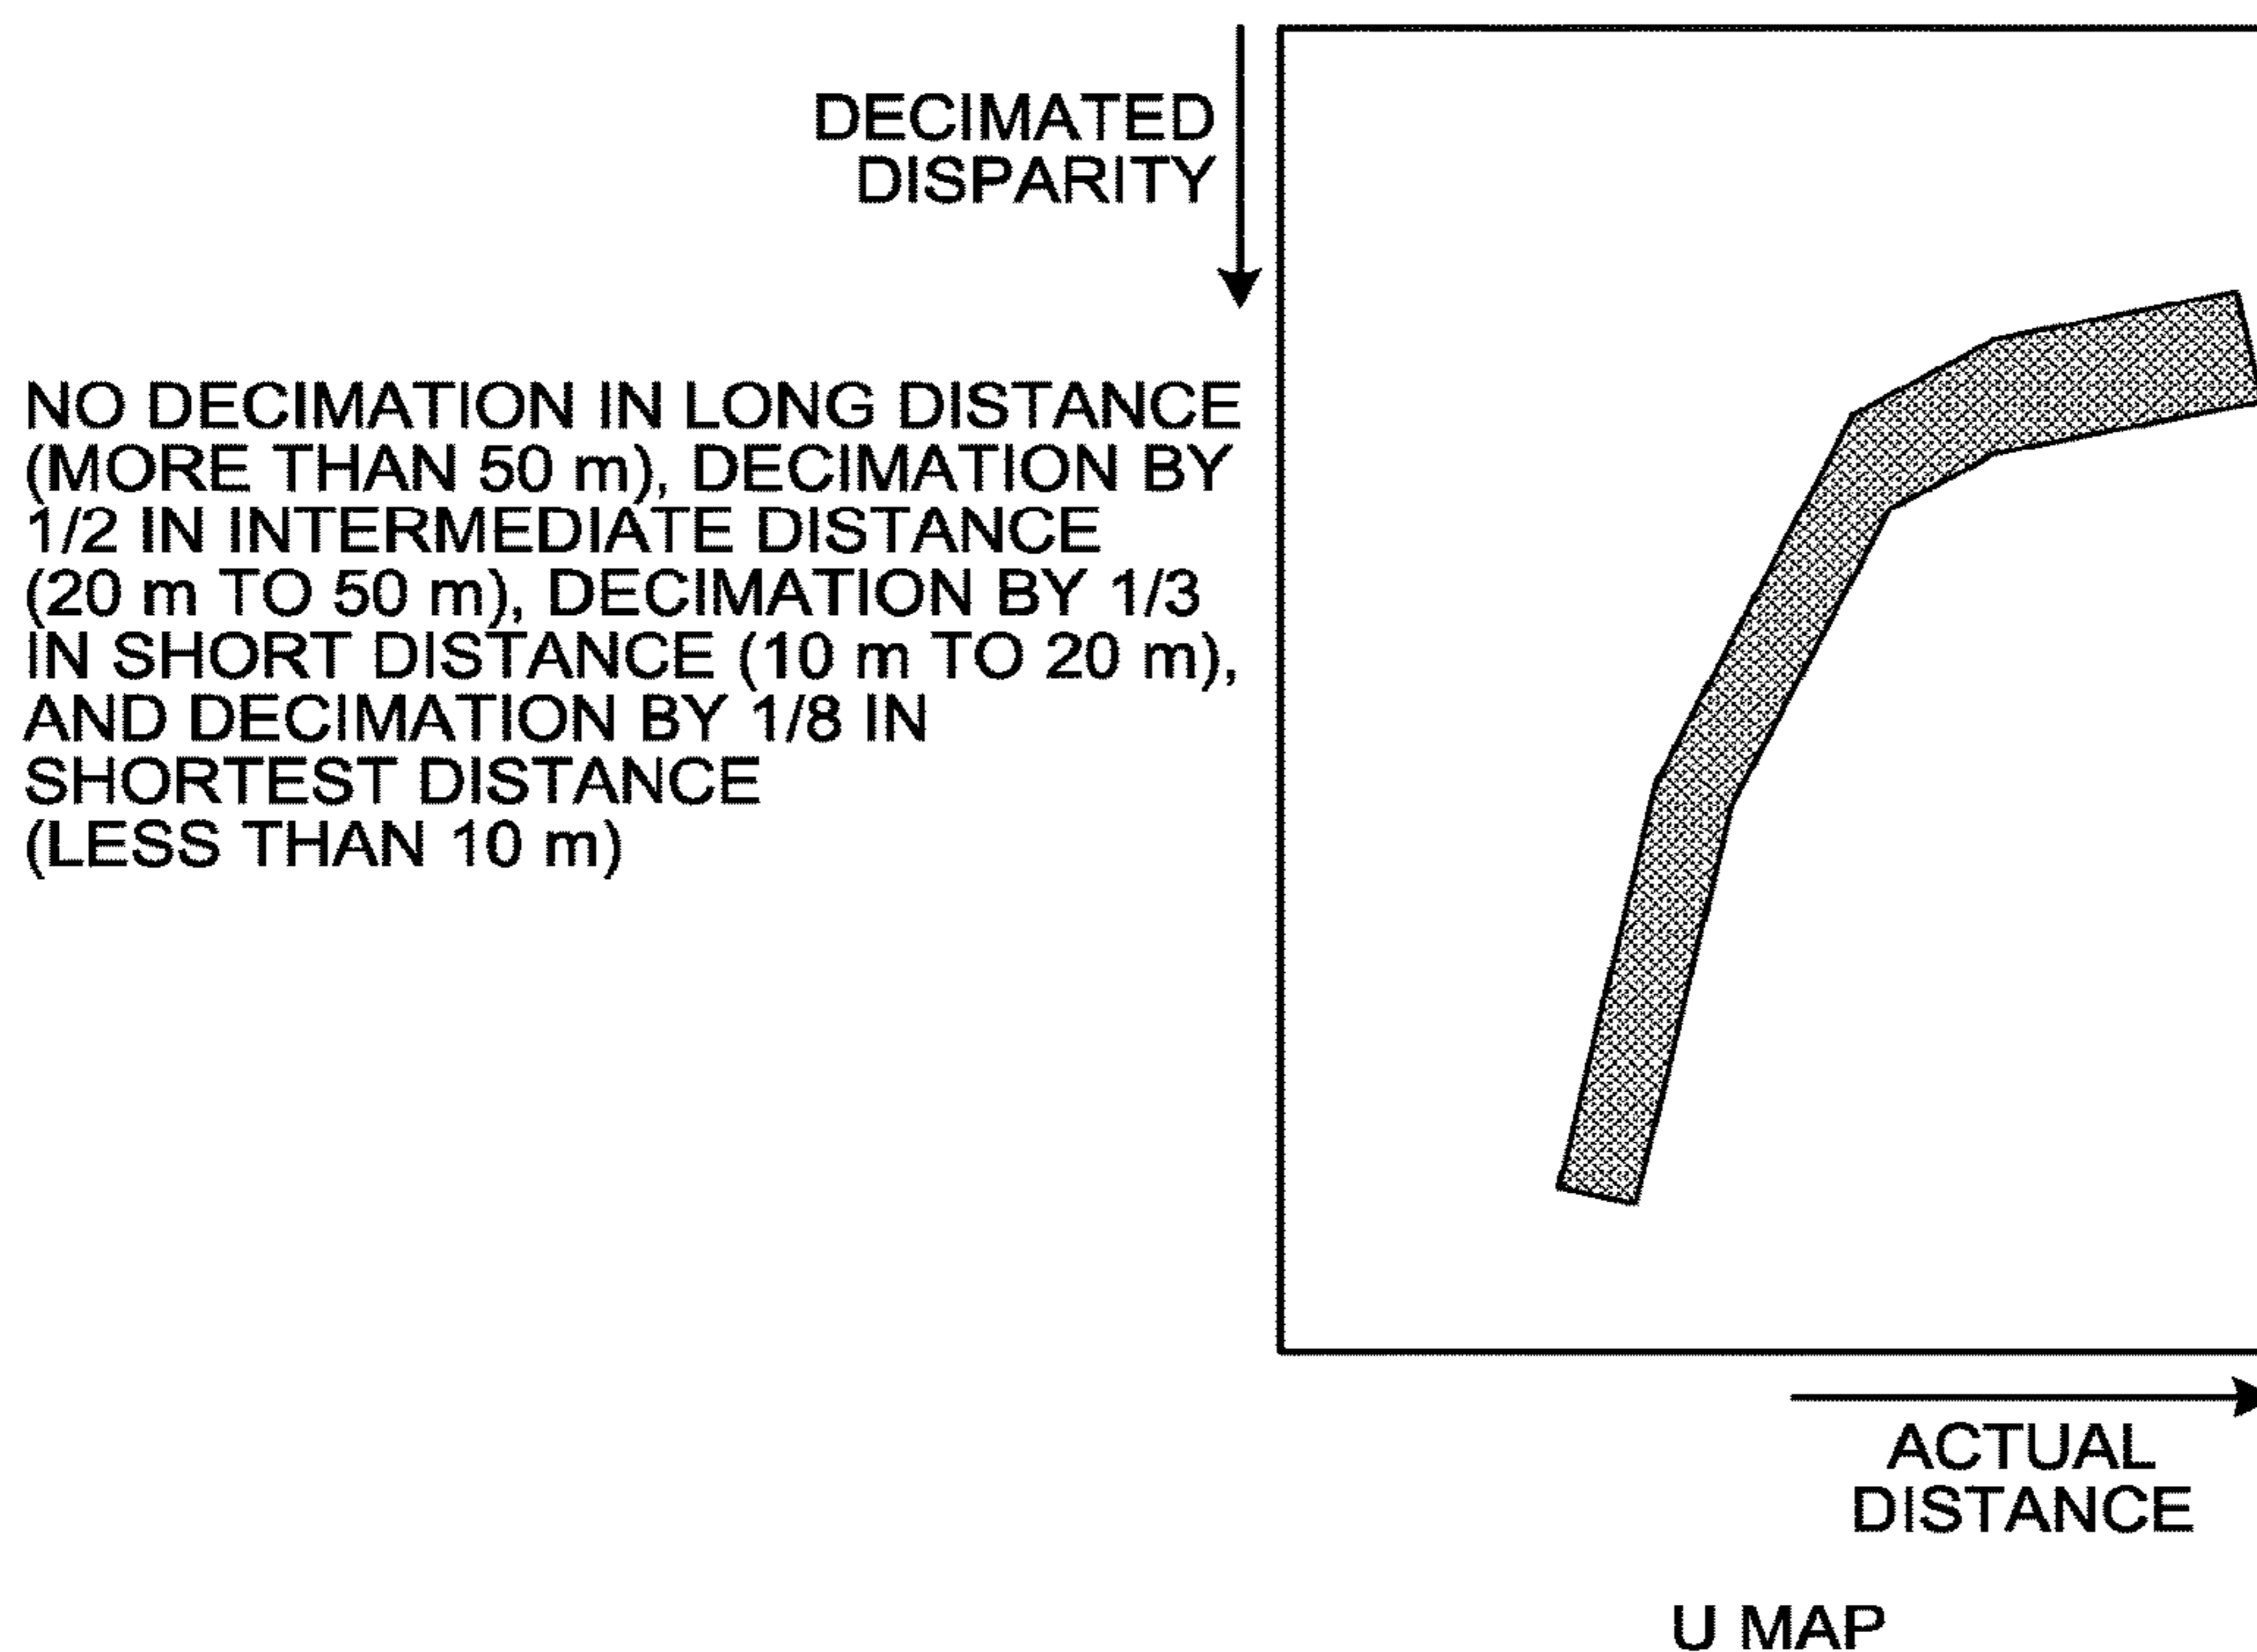 DECIMATED
DISPARITY
NO DECIMATION IN LONG DISTANCE
(MORE THAN 50 m), DECIMATION BY
1/2 IN INTERMEDIATE DISTANCE
(20 m TO 50 m), DECIMATION BY 1/3
IN SHORT DISTANCE (10 m TO 20 m),
AND DECIMATION BY 1/8 IN
SHORTEST DISTANCE
(LESS THAN 10 m)
ACTUAL
DISTANCE
U MAP